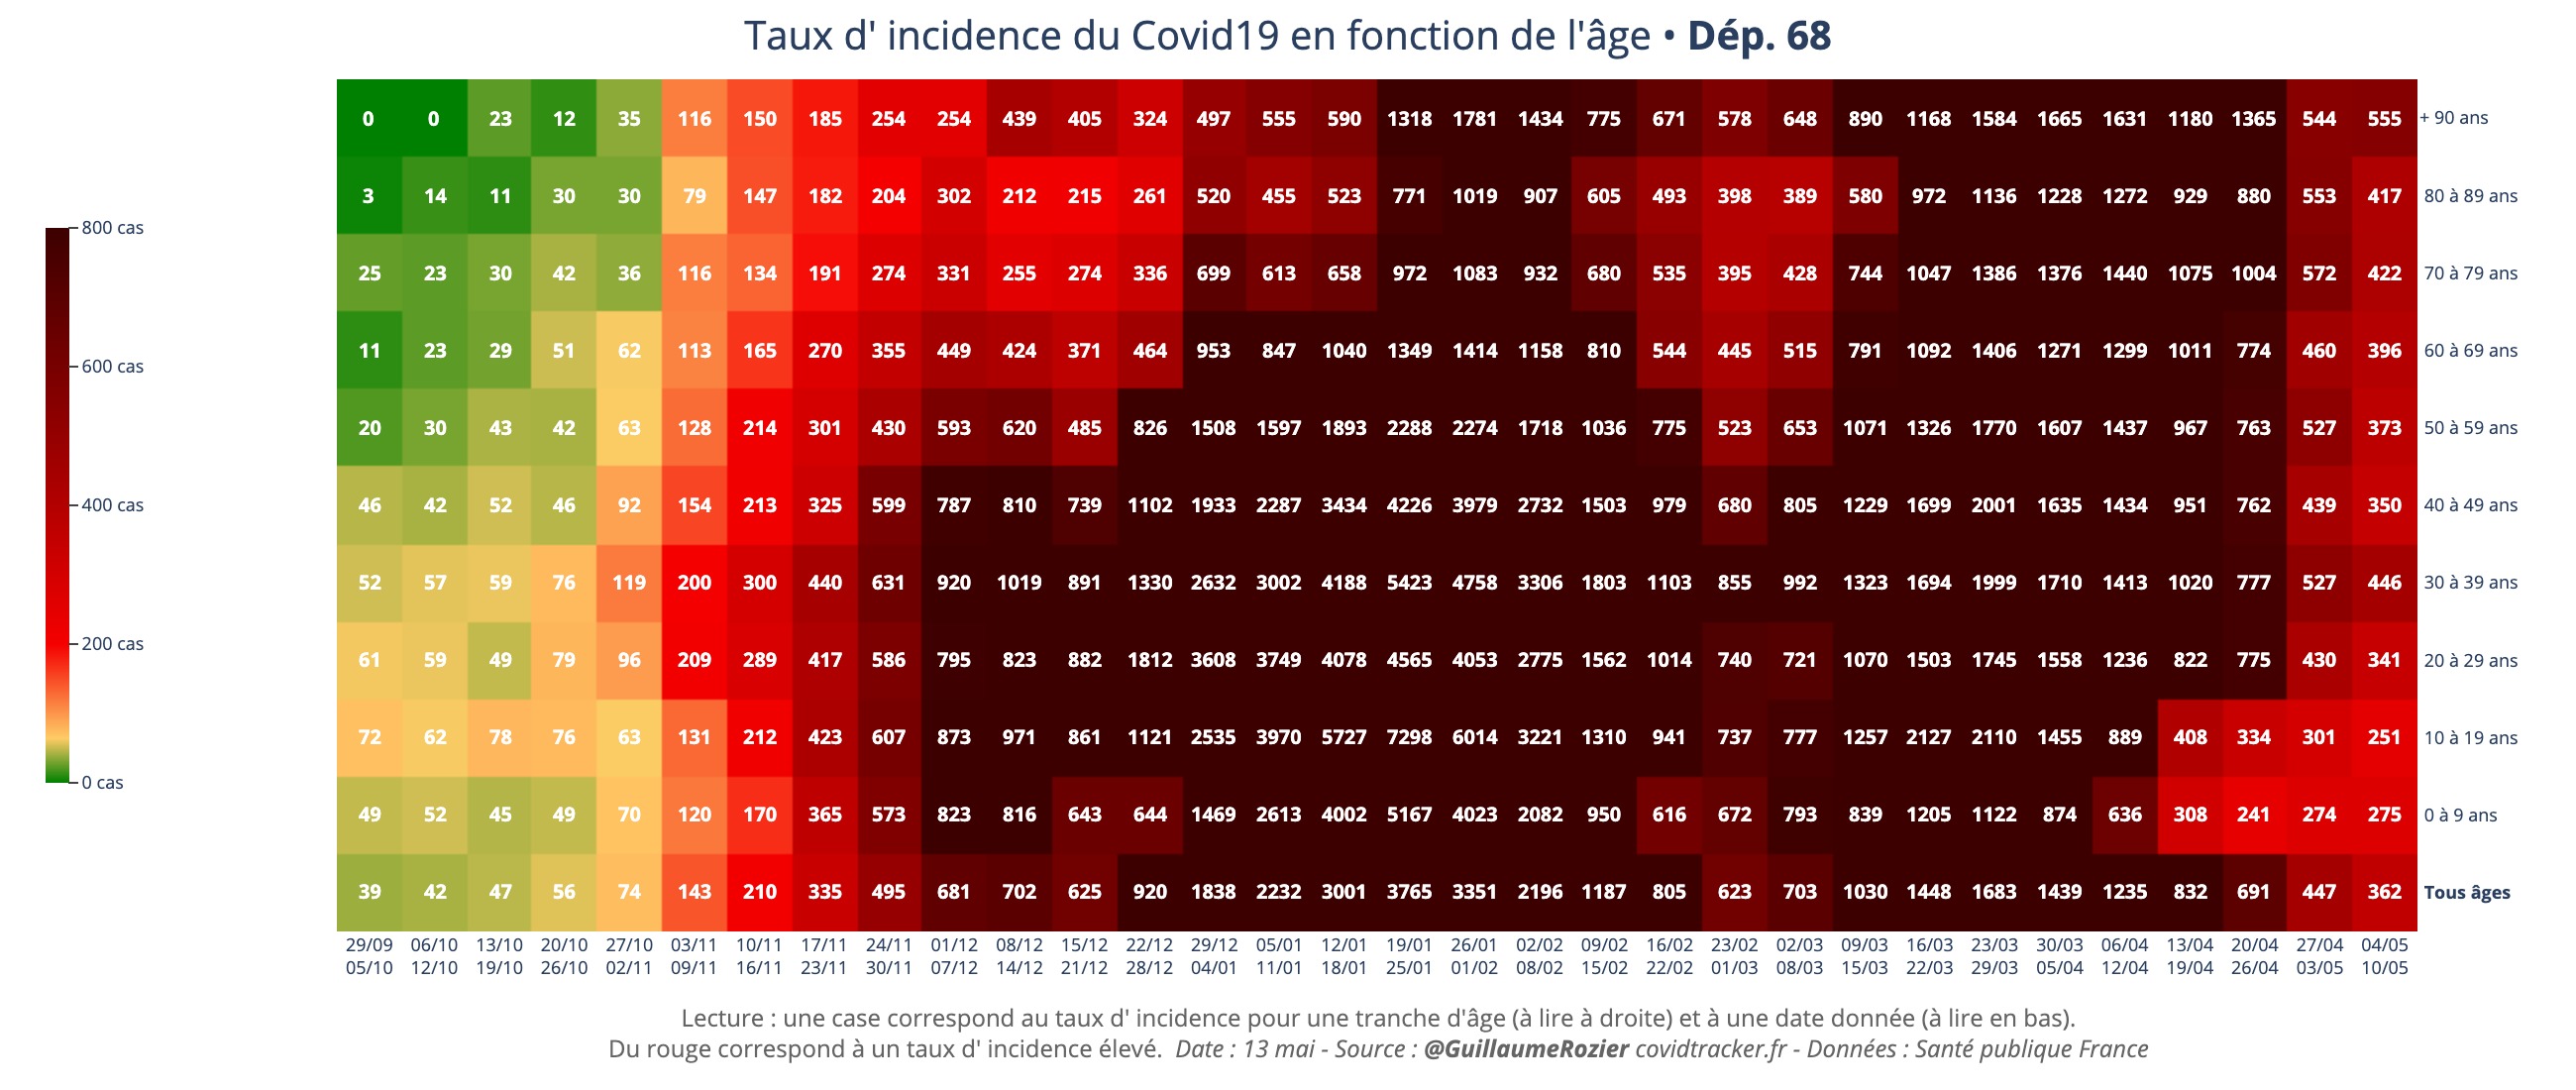 Taux d' incidence du Covid19 en fonction de l'âge • Dép. 68
0 0 23 12 35 116 150 185 254 254 439 405 324 497 555 590 1318 1781 1434 775 671 578 648 890 1168 1584 1665 1631 1180 1365 544 555 + 90 ans
3 14 11 30 30 79 147 182 204 302 212 215 261 520 455 523 771 1019 907 605 493 398 389 580 972 1136 1228 1272 929 880 553 417 80 à 89 ans
800 cas
25 23 30 42 36 116 134 191 274 331 255 274 336 699 613 658 972 1083 932 680 535 395 428 744 1047 1386 1376 1440 1075 1004 572 422 70 à 79 ans
11 23 29 51 62 113 165 270 355 449 424 371 464 953 847 1040 1349 1414 1158 810 544 445 515 791 1092 1406 1271 1299 1011 774 460 396 60 à 69 ans
600 cas
20 30 43 42 63 128 214 301 430 593 620 485 826 1508 1597 1893 2288 2274 1718 1036 775 523 653 1071 1326 1770 1607 1437 967 763 527 373 50 à 59 ans
400 cas
46 42 52 46 92 154 213 325 599 787 810 739 1102 1933 2287 3434 4226 3979 2732 1503 979 680 805 1229 1699 2001 1635 1434 951 762 439 350 40 à 49 ans
52 57 59 76 119 200 300 440 631 920 1019 891 1330 2632 3002 4188 5423 4758 3306 1803 1103 855 992 1323 1694 1999 1710 1413 1020 777 527 446 30 à 39 ans
200 cas
61 59 49 79 96 209 289 417 586 795 823 882 1812 3608 3749 4078 4565 4053 2775 1562 1014 740 721 1070 1503 1745 1558 1236 822 775 430 341 20 à 29 ans
72 62 78 76 63 131 212 423 607 873 971 861 1121 2535 3970 5727 7298 6014 3221 1310 941 737 777 1257 2127 2110 1455 889 408 334 301 251 10 à 19 ans
0 cas
49 52 45 49 70 120 170 365 573 823 816 643 644 1469 2613 4002 5167 4023 2082 950 616 672 793 839 1205 1122 874 636 308 241 274 275 0 à 9 ans
39 42 47 56 74 143 210 335 495 681 702 625 920 1838 2232 3001 3765 3351 2196 1187 805 623 703 1030 1448 1683 1439 1235 832 691 447 362 Tous âges
29/09 06/10 13/10 20/10 27/10 03/11 10/11 17/11 24/11 01/12 08/12 15/12 22/12 29/12 05/01 12/01 19/01 26/01 02/02 09/02 16/02 23/02 02/03 09/03 16/03 23/03 30/03 06/04 13/04 20/04 27/04 04/05
05/10 12/10 19/10 26/10 02/11 09/11 16/11 23/11 30/11 07/12 14/12 21/12 28/12 04/01 11/01 18/01 25/01 01/02 08/02 15/02 22/02 01/03 08/03 15/03 22/03 29/03 05/04 12/04 19/04 26/04 03/05 10/05
Lecture : une case correspond au taux d' incidence pour une tranche d'âge (à lire à droite) et à une date donnée (à lire en bas).
Du rouge correspond à un taux d' incidence élevé. Date : 13 mai - Source : @GuillaumeRozier covidtracker.fr - Données : Santé publique France